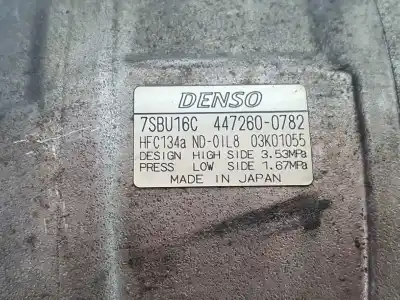 DENSO
7SBU16C 447260-0782
HFC134a ND-OIL8 03K01055
DESIGN HIGH SIDE 3.53MPa
PRESS LOW SIDE 1.67MPa
MADE IN JAPAN